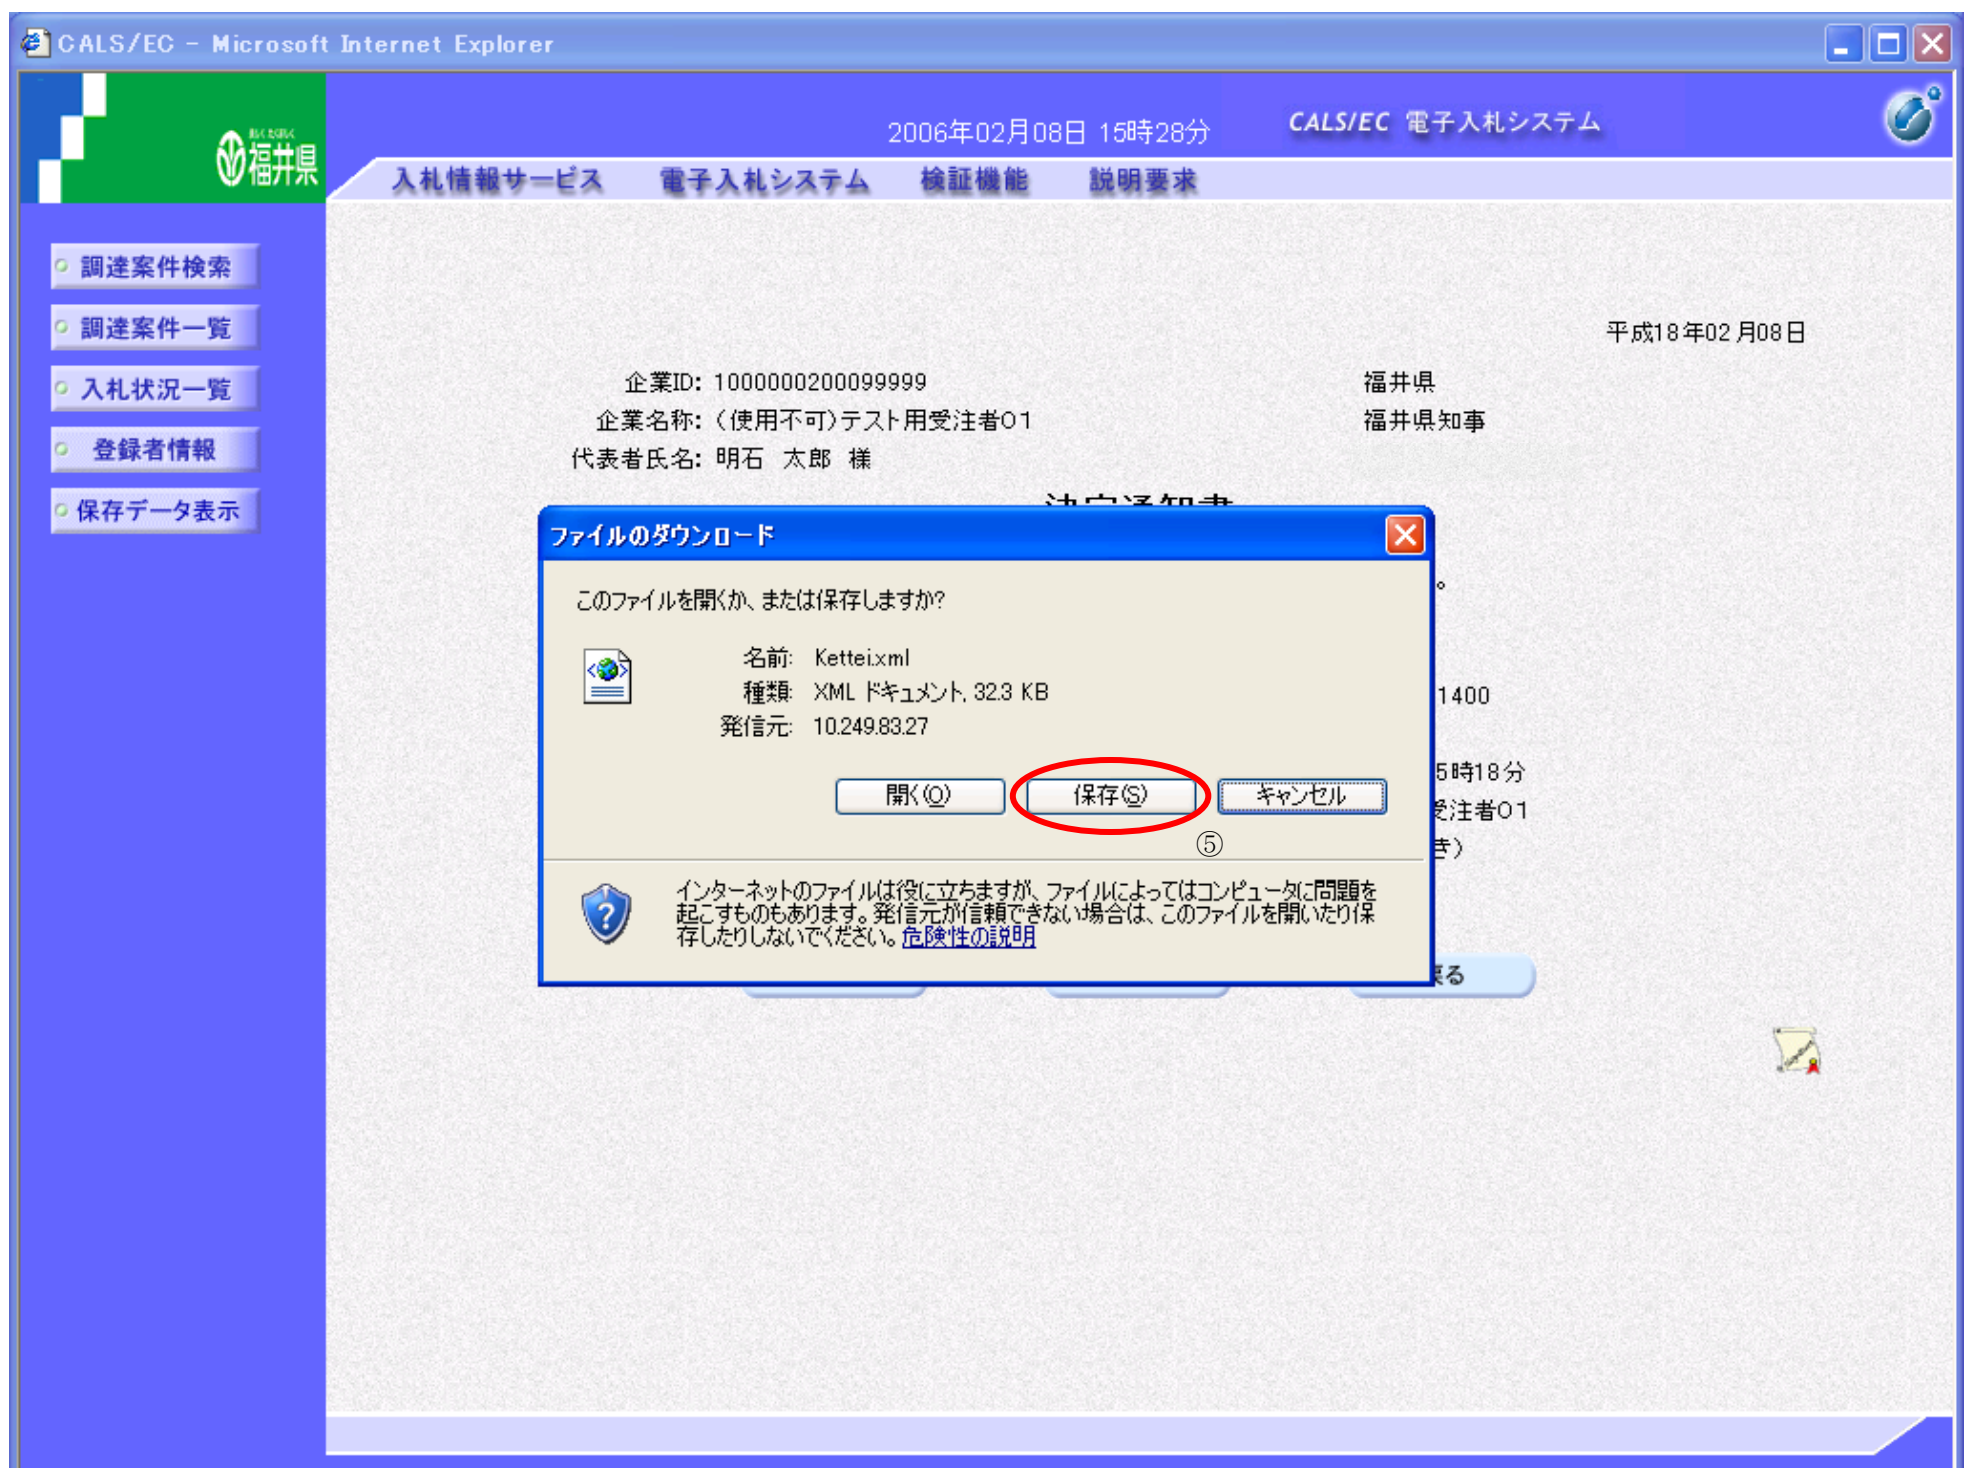 CALS/EC - Microsoft Internet Explorer
福井県
2006年02月08日 15時28分
CALS/EC 電子入札システム
入札情報サービス 電子入札システム 検証機能 説明要求
調達案件検索
調達案件一覧
入札状況一覧
登録者情報
保存データ表示
平成18年02月08日
企業ID: 1000000200099999
企業名称: (使用不可)テスト用受注者01
代表者氏名: 明石 太郎 様
福井県
福井県知事
決定通知書
ファイルのダウンロード
このファイルを開くか、または保存しますか?
名前: Kettei.xml
種類: XML ドキュメント, 32.3 KB
発信元: 10.249.83.27
開く(O) 保存(S) キャンセル
⑤
インターネットのファイルは役に立ちますが、ファイルによってはコンピュータに問題を
起こすものもあります。発信元が信頼できない場合は、このファイルを開いたり保
存したりしないでください。危険性の説明
。
1400
5時18分
受注者01
き)
戻る